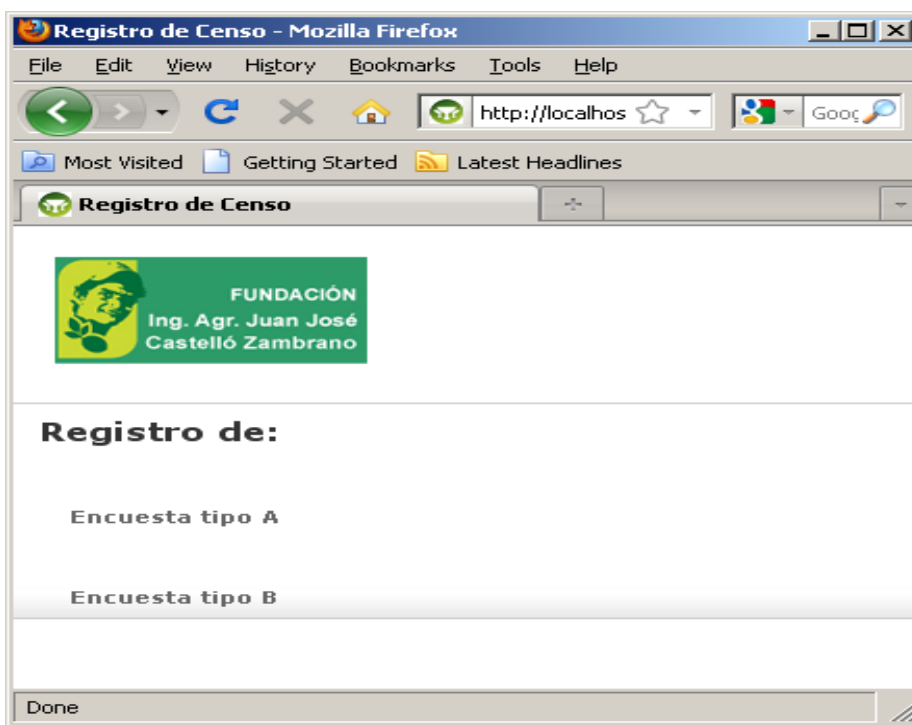 Registro de Censo - Mozilla Firefox
File Edit View History Bookmarks Tools Help
http://localhos
Most Visited Getting Started Latest Headlines
Registro de Censo
FUNDACIÓN
Ing. Agr. Juan José
Castelló Zambrano
Registro de:
Encuesta tipo A
Encuesta tipo B
Done